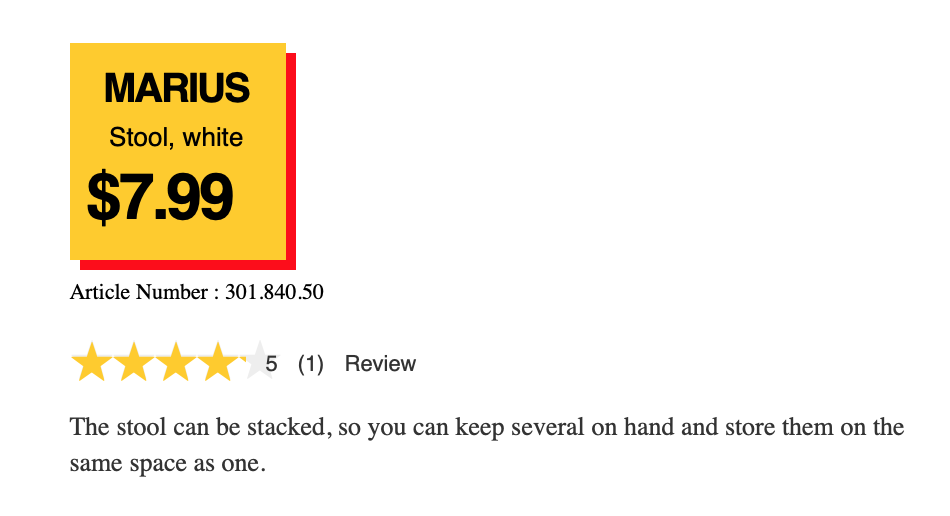 MARIUS
Stool, white
$7.99
Article Number : 301.840.50
5 (1) Review
The stool can be stacked, so you can keep several on hand and store them on the
same space as one.